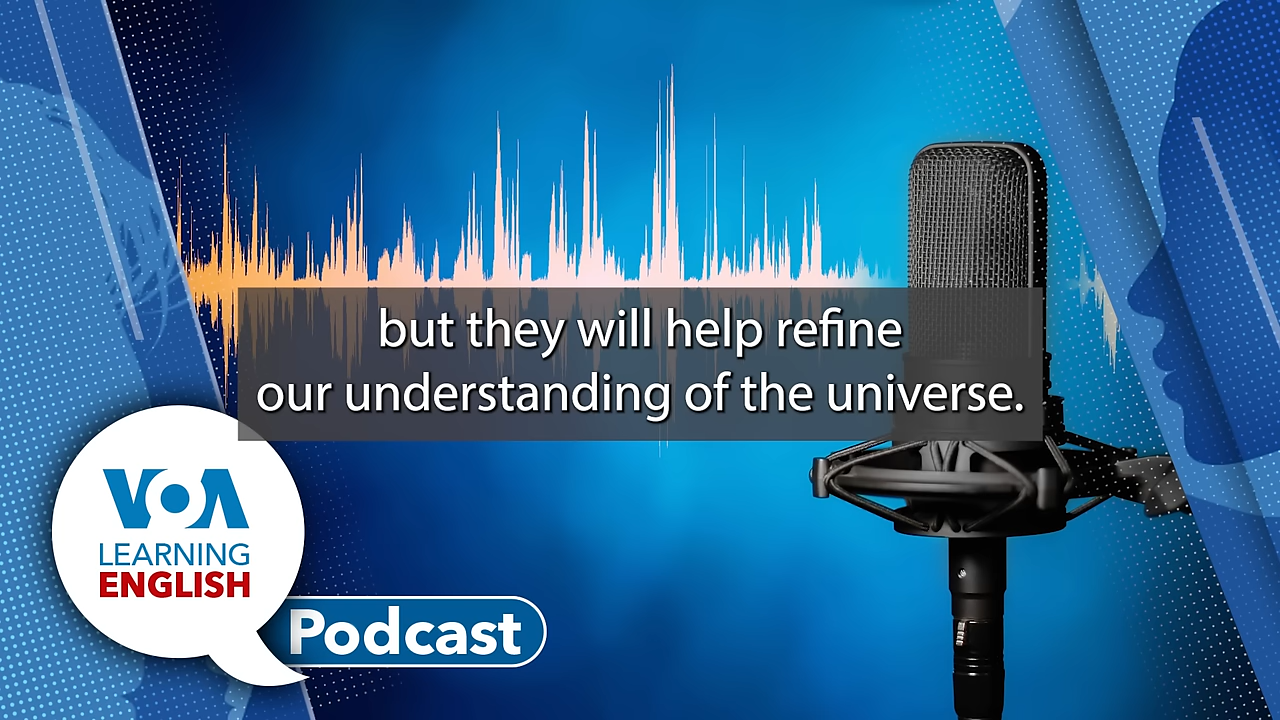 but they will help refine
our understanding of the universe.
VOA
LEARNING
ENGLISH
Podcast